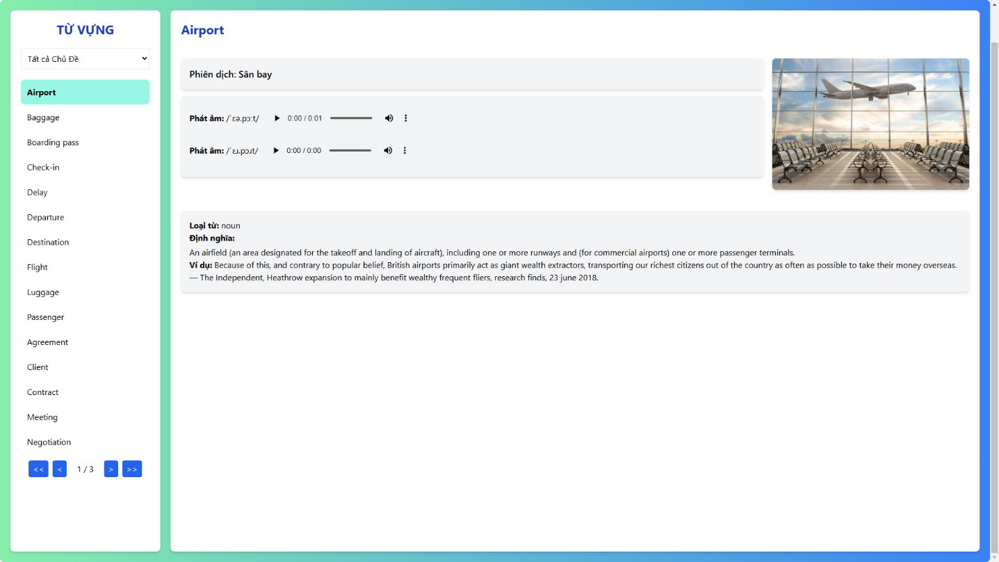 TỪ VỰNG
Tất cả Chủ Đề
Airport
Baggage
Boarding pass
Check-in
Delay
Departure
Destination
Flight
Luggage
Passenger
Agreement
Client
Contract
Meeting
Negotiation
<< < 1 / 3 > >>
Airport
Phiên dịch: Sân bay
Phát âm: /ˈɛə.pɔːt/ 0:00 / 0:01
Phát âm: /ˈɛɹ.pɔɹt/ 0:00 / 0:00
Loại từ: noun
Định nghĩa:
An airfield (an area designated for the takeoff and landing of aircraft), including one or more runways and (for commercial airports) one or more passenger terminals.
Ví dụ: Because of this, and contrary to popular belief, British airports primarily act as giant wealth extractors, transporting our richest citizens out of the country as often as possible to take their money overseas.
— The Independent, Heathrow expansion to mainly benefit wealthy frequent fliers, research finds, 23 june 2018.